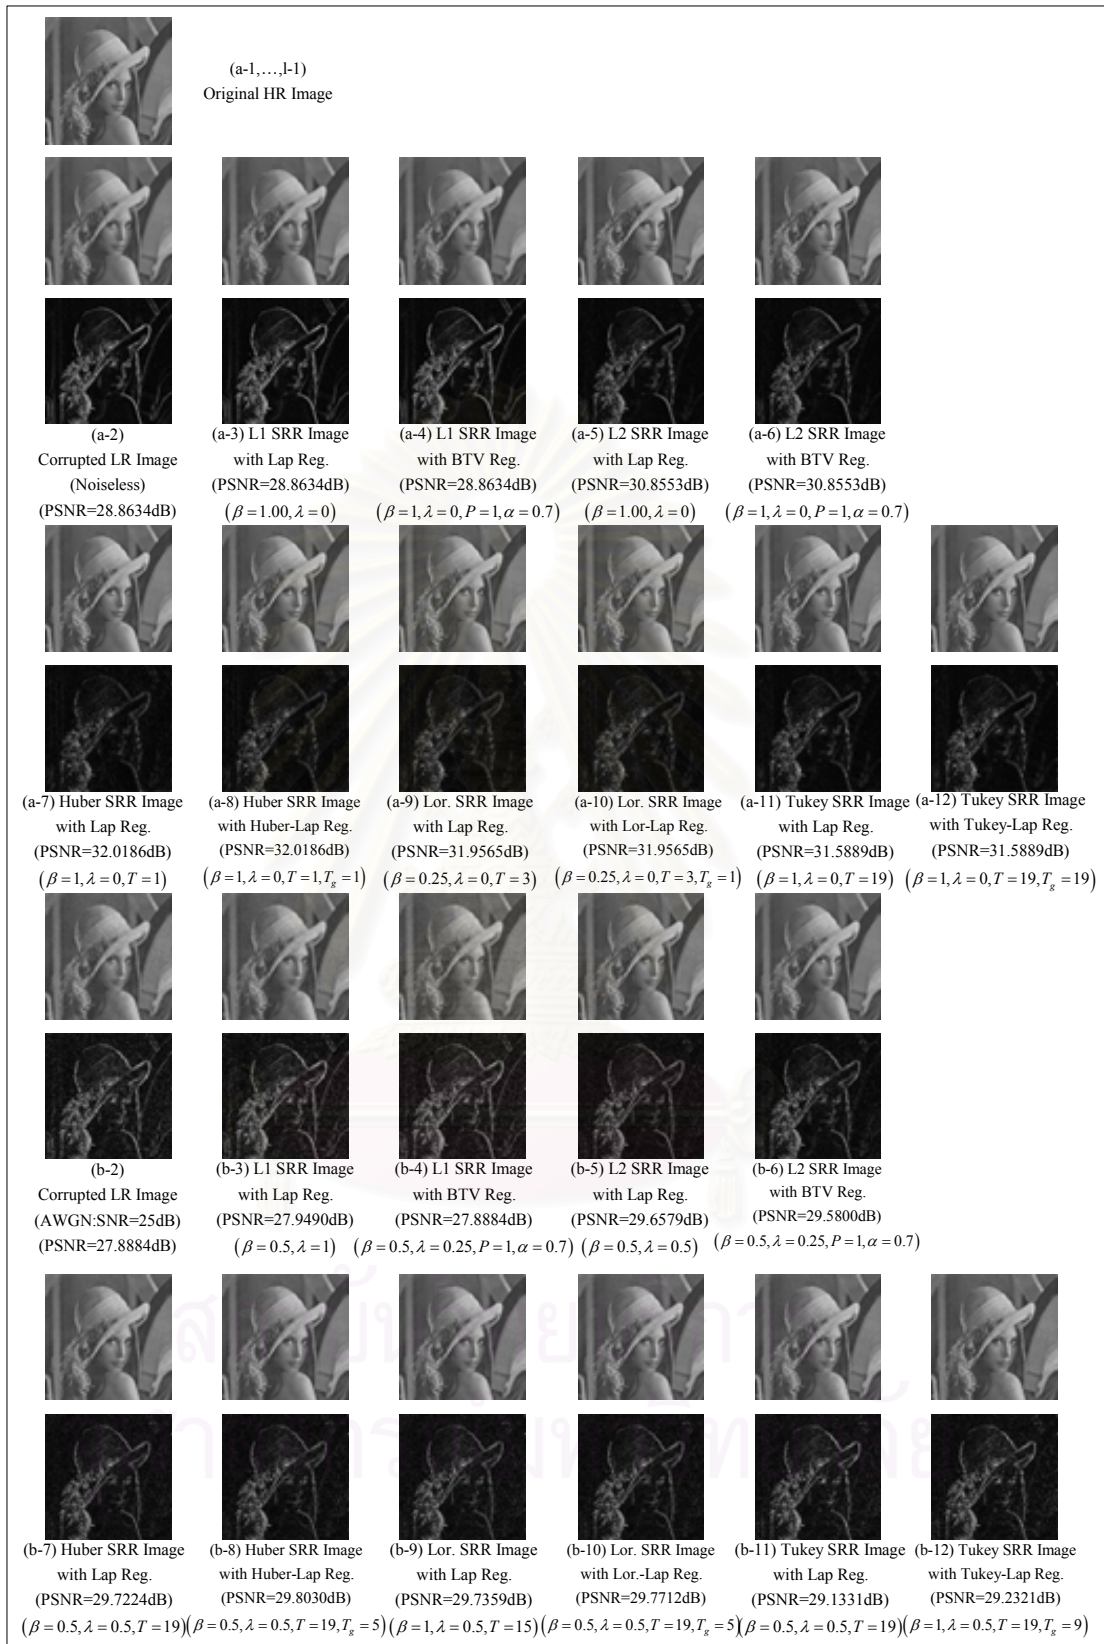 (a-1,…,l-1)
Original HR Image
(a-2)
Corrupted LR Image
(Noiseless)
(PSNR=28.8634dB)
(a-3) L1 SRR Image
with Lap Reg.
(PSNR=28.8634dB)
(β=1.00, λ=0)
(a-4) L1 SRR Image
with BTV Reg.
(PSNR=28.8634dB)
(β=1, λ=0, P=1, α=0.7)
(a-5) L2 SRR Image
with Lap Reg.
(PSNR=30.8553dB)
(β=1.00, λ=0)
(a-6) L2 SRR Image
with BTV Reg.
(PSNR=30.8553dB)
(β=1, λ=0, P=1, α=0.7)
(a-7) Huber SRR Image
with Lap Reg.
(PSNR=32.0186dB)
(β=1, λ=0, T=1)
(a-8) Huber SRR Image
with Huber-Lap Reg.
(PSNR=32.0186dB)
(β=1, λ=0, T=1, T_g=1)
(a-9) Lor. SRR Image
with Lap Reg.
(PSNR=31.9565dB)
(β=0.25, λ=0, T=3)
(a-10) Lor. SRR Image
with Lor-Lap Reg.
(PSNR=31.9565dB)
(β=0.25, λ=0, T=3, T_g=1)
(a-11) Tukey SRR Image
with Lap Reg.
(PSNR=31.5889dB)
(β=1, λ=0, T=19)
(a-12) Tukey SRR Image
with Tukey-Lap Reg.
(PSNR=31.5889dB)
(β=1, λ=0, T=19, T_g=19)
(b-2)
Corrupted LR Image
(AWGN:SNR=25dB)
(PSNR=27.8884dB)
(b-3) L1 SRR Image
with Lap Reg.
(PSNR=27.9490dB)
(β=0.5, λ=1)
(b-4) L1 SRR Image
with BTV Reg.
(PSNR=27.8884dB)
(β=0.5, λ=0.25, P=1, α=0.7)
(b-5) L2 SRR Image
with Lap Reg.
(PSNR=29.6579dB)
(β=0.5, λ=0.5)
(b-6) L2 SRR Image
with BTV Reg.
(PSNR=29.5800dB)
(β=0.5, λ=0.25, P=1, α=0.7)
(b-7) Huber SRR Image
with Lap Reg.
(PSNR=29.7224dB)
(β=0.5, λ=0.5, T=19)
(b-8) Huber SRR Image
with Huber-Lap Reg.
(PSNR=29.8030dB)
(β=0.5, λ=0.5, T=19, T_g=5)
(b-9) Lor. SRR Image
with Lap Reg.
(PSNR=29.7359dB)
(β=1, λ=0.5, T=15)
(b-10) Lor. SRR Image
with Lor.-Lap Reg.
(PSNR=29.7712dB)
(β=0.5, λ=0.5, T=19, T_g=5)
(b-11) Tukey SRR Image
with Lap Reg.
(PSNR=29.1331dB)
(β=0.5, λ=0.5, T=19)
(b-12) Tukey SRR Image
with Tukey-Lap Reg.
(PSNR=29.2321dB)
(β=1, λ=0.5, T=19, T_g=9)